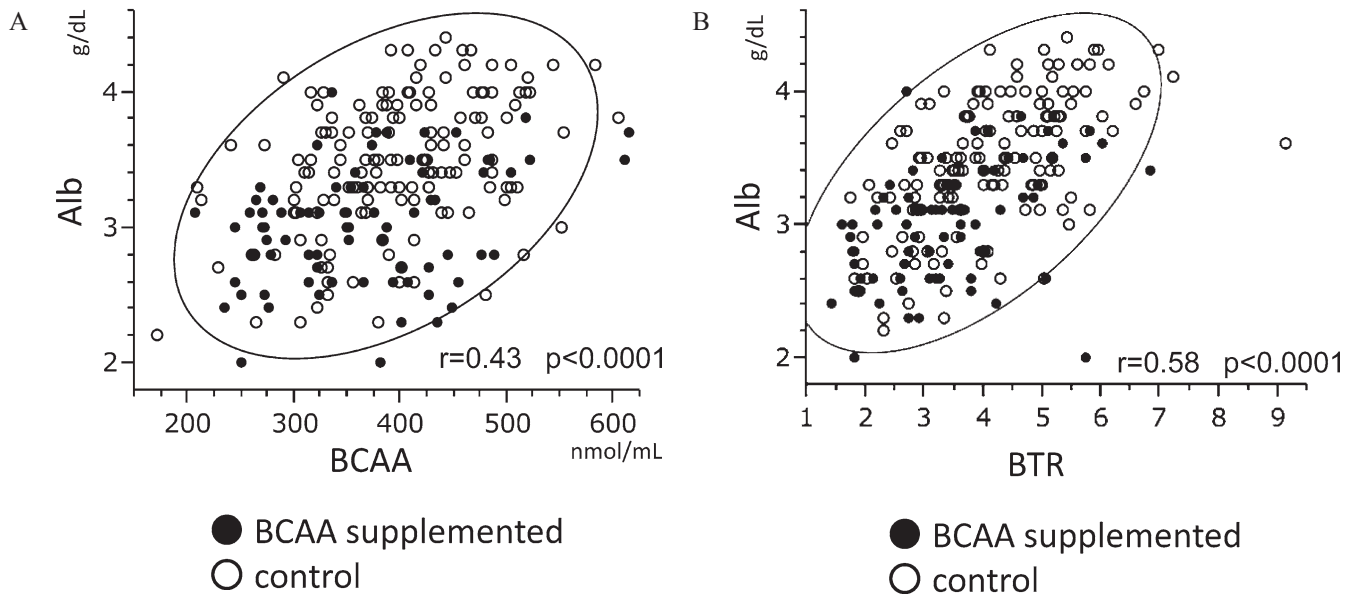 A
g/dL
4
3
2
Alb
r=0.43 p<0.0001
200 300 400 500 600
nmol/mL
BCAA
BCAA supplemented
control
B
g/dL
4
3
2
Alb
r=0.58 p<0.0001
1 2 3 4 5 6 7 8 9
BTR
BCAA supplemented
control